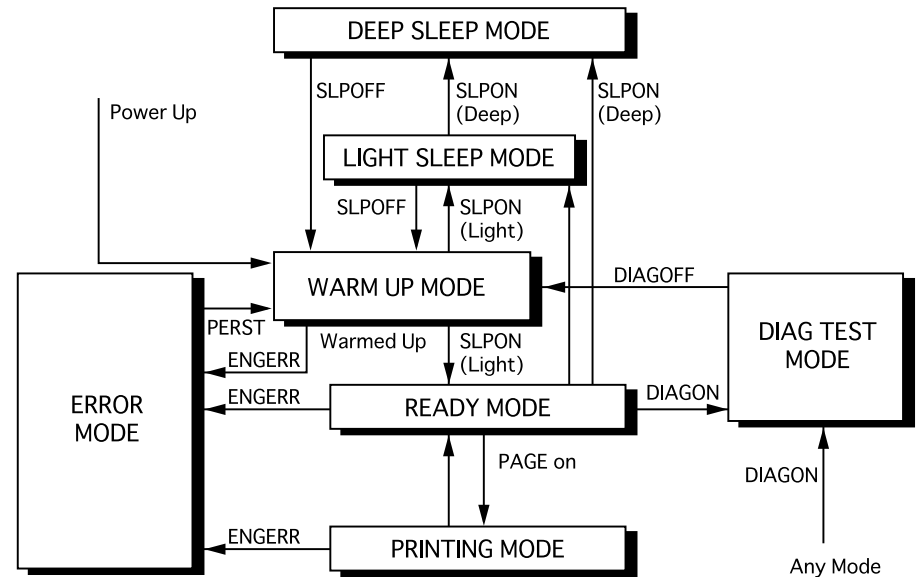 DEEP SLEEP MODE
SLPOFF
SLPON
(Deep)
SLPON
(Deep)
Power Up
LIGHT SLEEP MODE
SLPOFF
SLPON
(Light)
WARM UP MODE
DIAGOFF
PERST
Warmed Up
SLPON
(Light)
DIAG TEST
MODE
ENGERR
ERROR
MODE
ENGERR
READY MODE
DIAGON
PAGE on
DIAGON
ENGERR
PRINTING MODE
Any Mode